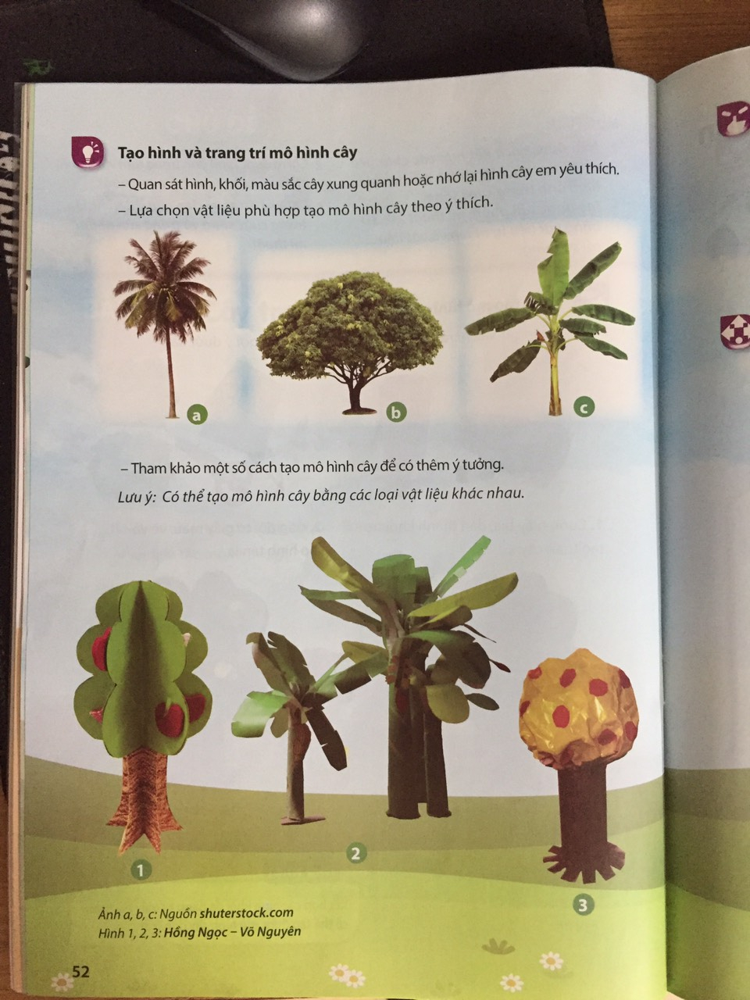 Tạo hình và trang trí mô hình cây
– Quan sát hình, khối, màu sắc cây xung quanh hoặc nhớ lại hình cây em yêu thích.
– Lựa chọn vật liệu phù hợp tạo mô hình cây theo ý thích.
a
b
c
– Tham khảo một số cách tạo mô hình cây để có thêm ý tưởng.
Lưu ý: Có thể tạo mô hình cây bằng các loại vật liệu khác nhau.
1
2
3
Ảnh a, b, c: Nguồn shuterstock.com
Hình 1, 2, 3: Hồng Ngọc – Võ Nguyên
52